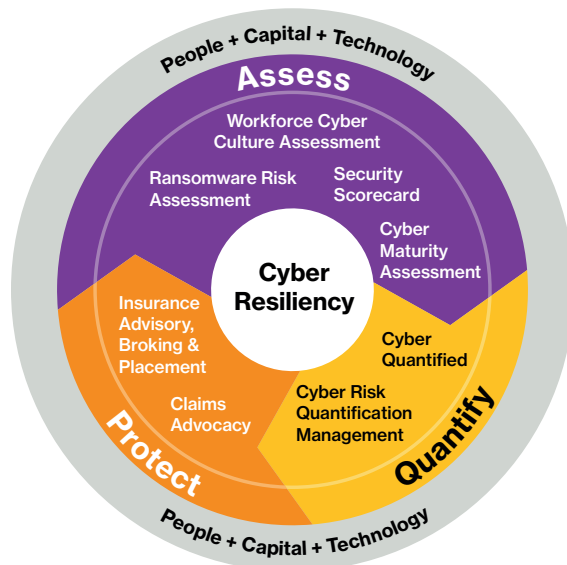 People + Capital + Technology
Assess
Workforce Cyber
Culture Assessment
Ransomware Risk
Assessment
Security
Scorecard
Cyber
Maturity
Assessment
Cyber
Resiliency
Insurance
Advisory,
Broking &
Placement
Claims
Advocacy
Protect
Cyber
Quantified
Cyber Risk
Quantification
Management
Quantify
People + Capital + Technology